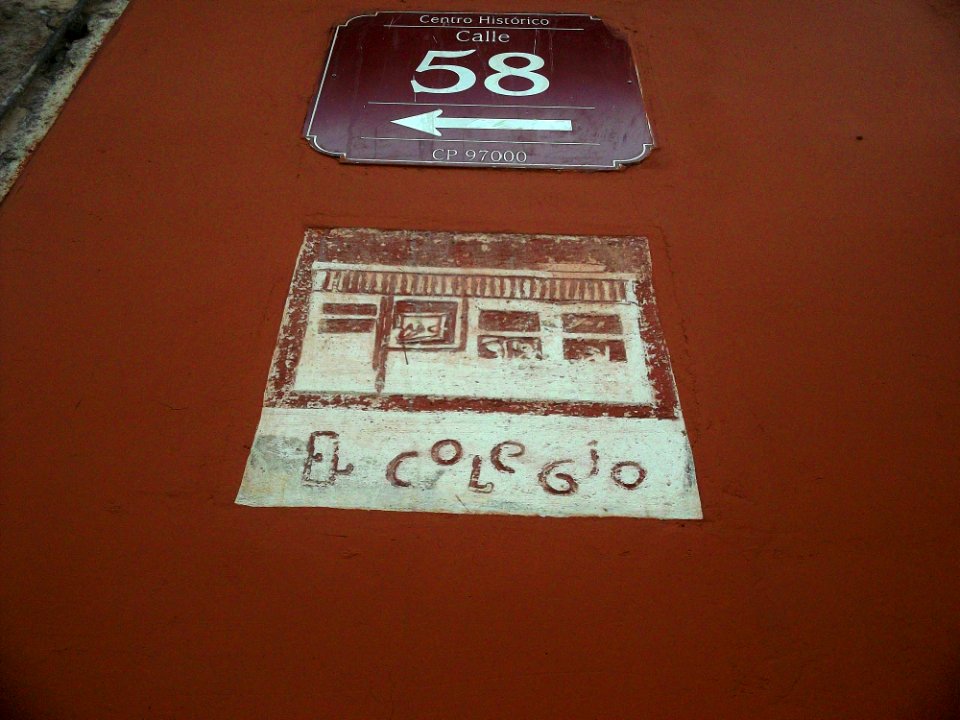 Centro Histórico
Calle
58
CP 97000
EL COLEGIO